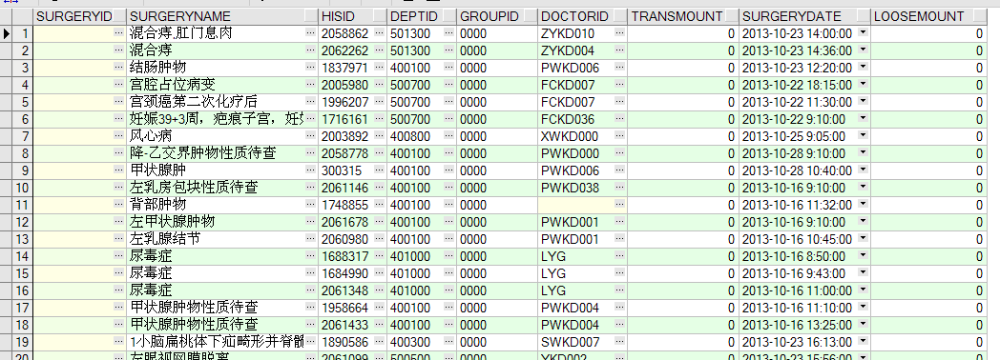 SURGERYID SURGERYNAME HISID DEPTID GROUPID DOCTORID TRANSMOUNT SURGERYDATE LOOSEMOUNT
1 混合痔,肛门息肉 2058862 501300 0000 ZYKD010 0 2013-10-23 14:00:00 0
2 混合痔 2062262 501300 0000 ZYKD004 0 2013-10-23 14:36:00 0
3 结肠肿物 1837971 400100 0000 PWKD006 0 2013-10-23 12:20:00 0
4 宫腔占位病变 2005980 500700 0000 FCKD007 0 2013-10-22 18:15:00 0
5 宫颈癌第二次化疗后 1996207 500700 0000 FCKD007 0 2013-10-22 11:30:00 0
6 妊娠39+3周，疤痕子宫，妊 1716161 500700 0000 FCKD036 0 2013-10-22 9:10:00 0
7 风心病 2003892 400800 0000 XWKD000 0 2013-10-25 9:05:00 0
8 降-乙交界肿物性质待查 2058778 400100 0000 PWKD000 0 2013-10-28 9:10:00 0
9 甲状腺肿 300315 400100 0000 PWKD006 0 2013-10-28 10:40:00 0
10 左乳房包块性质待查 2061146 400100 0000 PWKD038 0 2013-10-16 9:10:00 0
11 背部肿物 1748855 400100 0000 0 2013-10-16 11:32:00 0
12 左甲状腺肿物 2061678 400100 0000 PWKD001 0 2013-10-16 9:10:00 0
13 左乳腺结节 2060980 400100 0000 PWKD001 0 2013-10-16 10:45:00 0
14 尿毒症 1688317 401000 0000 LYG 0 2013-10-16 8:50:00 0
15 尿毒症 1684990 401000 0000 LYG 0 2013-10-16 9:43:00 0
16 尿毒症 2061348 401000 0000 LYG 0 2013-10-16 11:00:00 0
17 甲状腺肿物性质待查 1958664 400100 0000 PWKD004 0 2013-10-16 11:10:00 0
18 甲状腺肿物性质待查 2061433 400100 0000 PWKD004 0 2013-10-16 13:25:00 0
19 1小脑扁桃体下疝畸形并脊髓 1890586 400300 0000 SWKD007 0 2013-10-23 16:13:00 0
20 左眼视网膜脱离 2061099 500500 0000 YKD002 0 2013-10-23 15:56:00 0